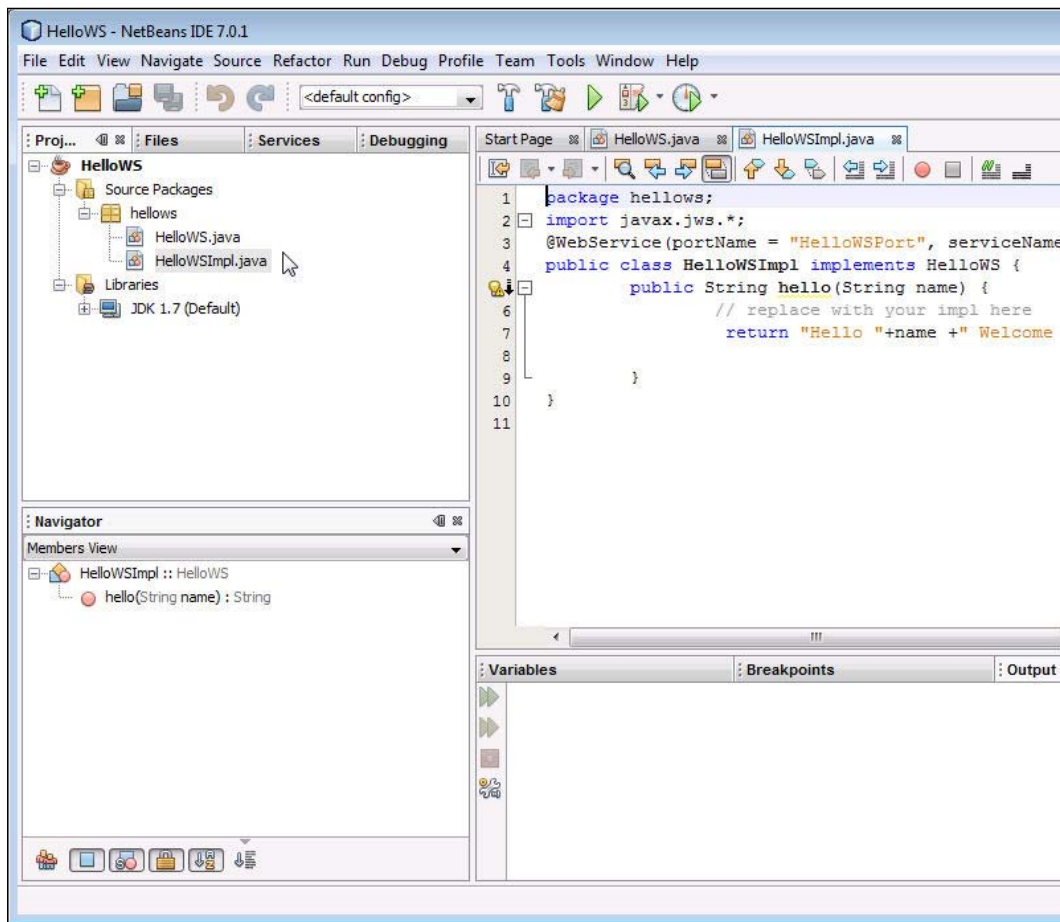 HelloWS - NetBeans IDE 7.0.1
File Edit View Navigate Source Refactor Run Debug Profile Team Tools Window Help
<default config>
Proj... Files Services Debugging
HelloWS
Source Packages
hellows
HelloWS.java
HelloWSImpl.java
Libraries
JDK 1.7 (Default)
Start Page HelloWS.java HelloWSImpl.java
1 package hellows;
2 import javax.jws.*;
3 @WebService(portName = "HelloWSPort", serviceName
4 public class HelloWSImpl implements HelloWS {
public String hello(String name) {
6 // replace with your impl here
7 return "Hello "+name +" Welcome
8
9 }
10 }
11
Navigator
Members View
HelloWSImpl :: HelloWS
hello(String name) : String
Variables Breakpoints Output